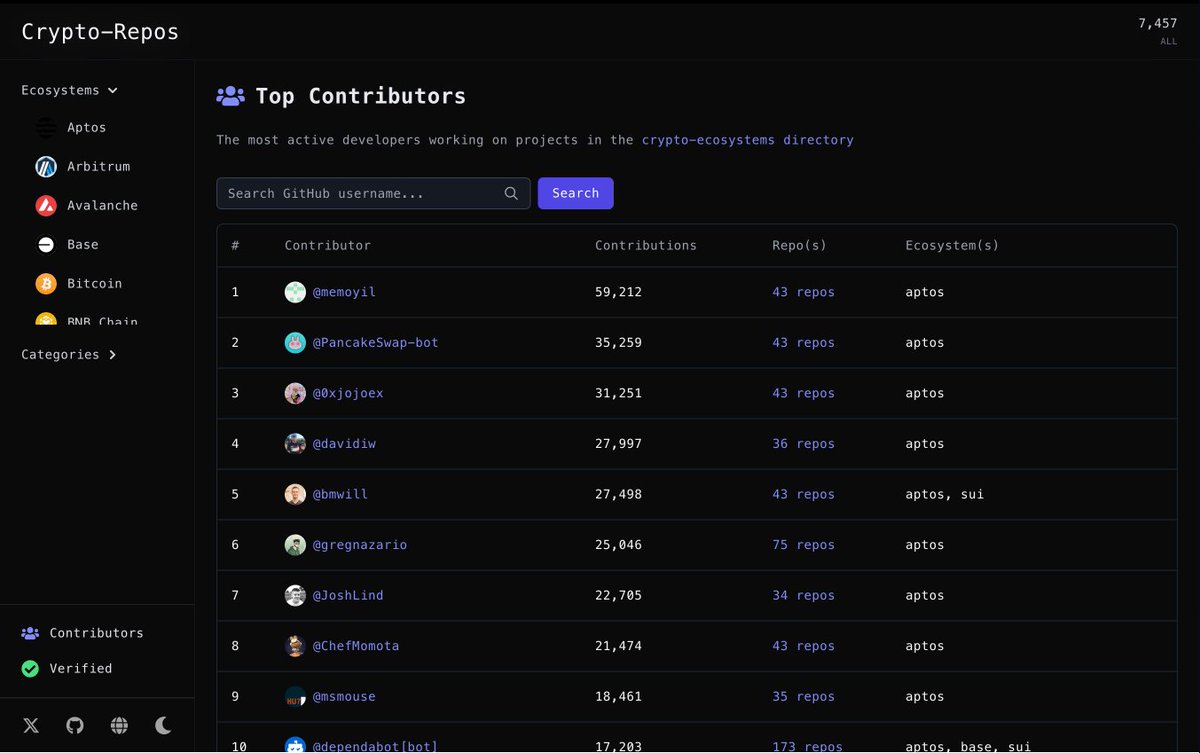 Crypto-Repos
7,457
ALL
Ecosystems
Aptos
Arbitrum
Avalanche
Base
Bitcoin
BNB Chain
Categories
Contributors
Verified
Top Contributors
The most active developers working on projects in the crypto-ecosystems directory
Search GitHub username... Search
# Contributor Contributions Repo(s) Ecosystem(s)
1 @memoyil 59,212 43 repos aptos
2 @PancakeSwap-bot 35,259 43 repos aptos
3 @0xjojoex 31,251 43 repos aptos
4 @davidiw 27,997 36 repos aptos
5 @bmwill 27,498 43 repos aptos, sui
6 @gregnazario 25,046 75 repos aptos
7 @JoshLind 22,705 34 repos aptos
8 @ChefMomota 21,474 43 repos aptos
9 @msmouse 18,461 35 repos aptos
10 @dependabot[bot] 17,203 173 repos aptos, base, sui